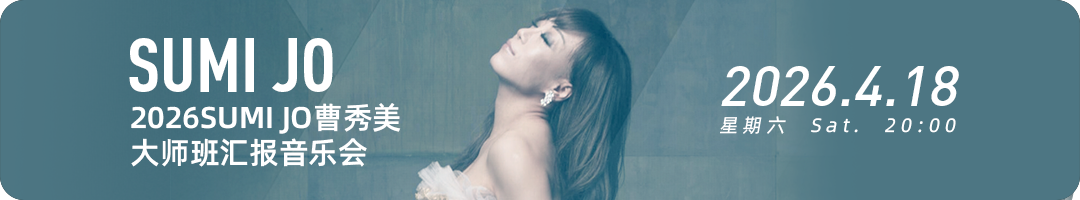 SUMI JO
2026SUMI JO曹秀美
大师班汇报音乐会
2026.4.18
星期六 Sat. 20:00